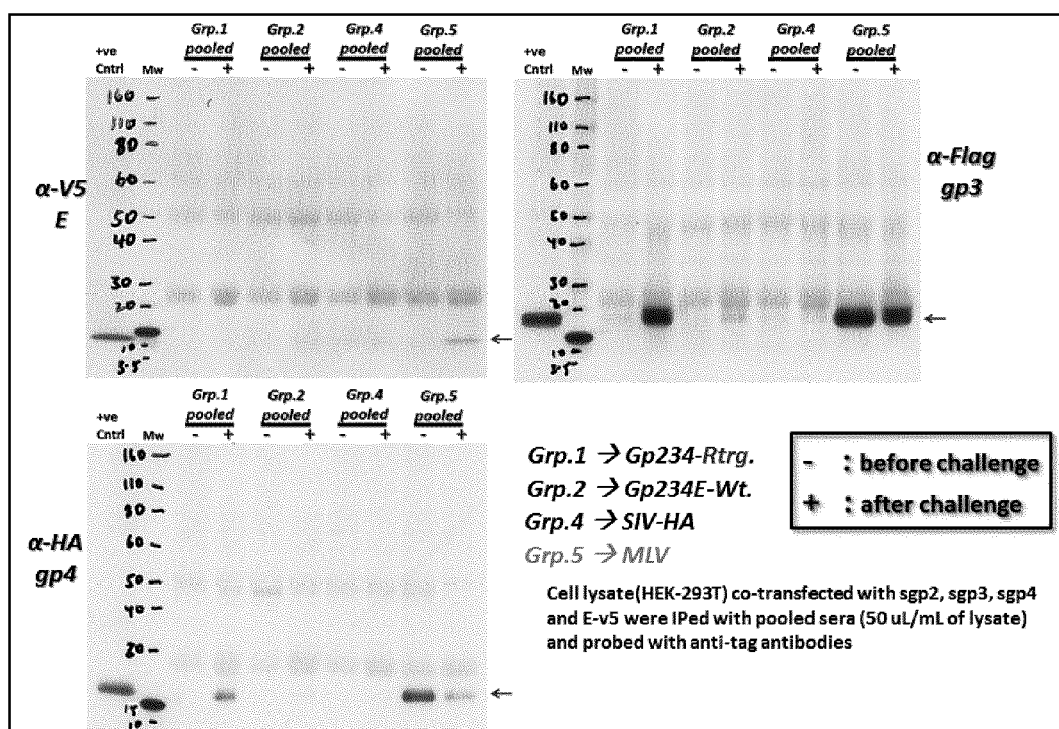 Grp.1 Grp.2 Grp.4 Grp.5
pooled pooled pooled pooled
+ve
Cntrl Mw - + - + - + - +
160
110
80
60
50
40
30
20
10
3.5
α-V5
E
←
Grp.1 Grp.2 Grp.4 Grp.5
pooled pooled pooled pooled
+ve
Cntrl Mw - + - + - + - +
160
110
80
60
50
40
30
20
10
3.5
α-Flag
gp3
←
Grp.1 Grp.2 Grp.4 Grp.5
pooled pooled pooled pooled
+ve
Cntrl Mw - + - + - + - +
160
110
80
60
50
40
20
15
10
α-HA
gp4
←
Grp.1 → Gp234-Rtrg.
Grp.2 → Gp234E-Wt.
Grp.4 → SIV-HA
Grp.5 → MLV
- : before challenge
+ : after challenge
Cell lysate(HEK-293T) co-transfected with sgp2, sgp3, sgp4
and E-v5 were IPed with pooled sera (50 uL/mL of lysate)
and probed with anti-tag antibodies